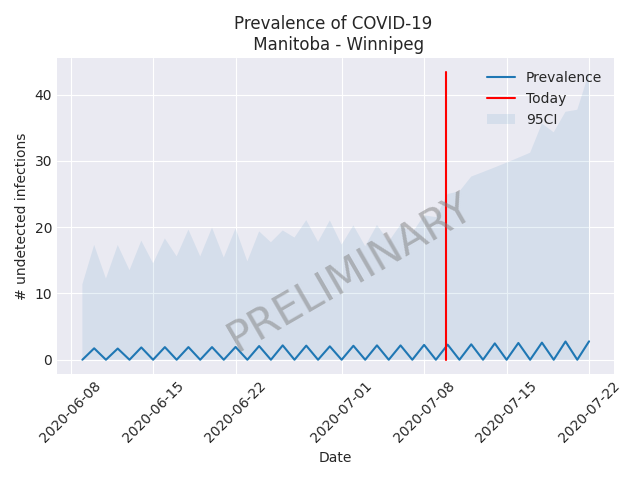 Prevalence of COVID-19
Manitoba - Winnipeg
Prevalence
Today
95CI
# undetected infections
40
30
20
10
0
PRELIMINARY
2020-06-08
2020-06-15
2020-06-22
2020-07-01
2020-07-08
2020-07-15
2020-07-22
Date